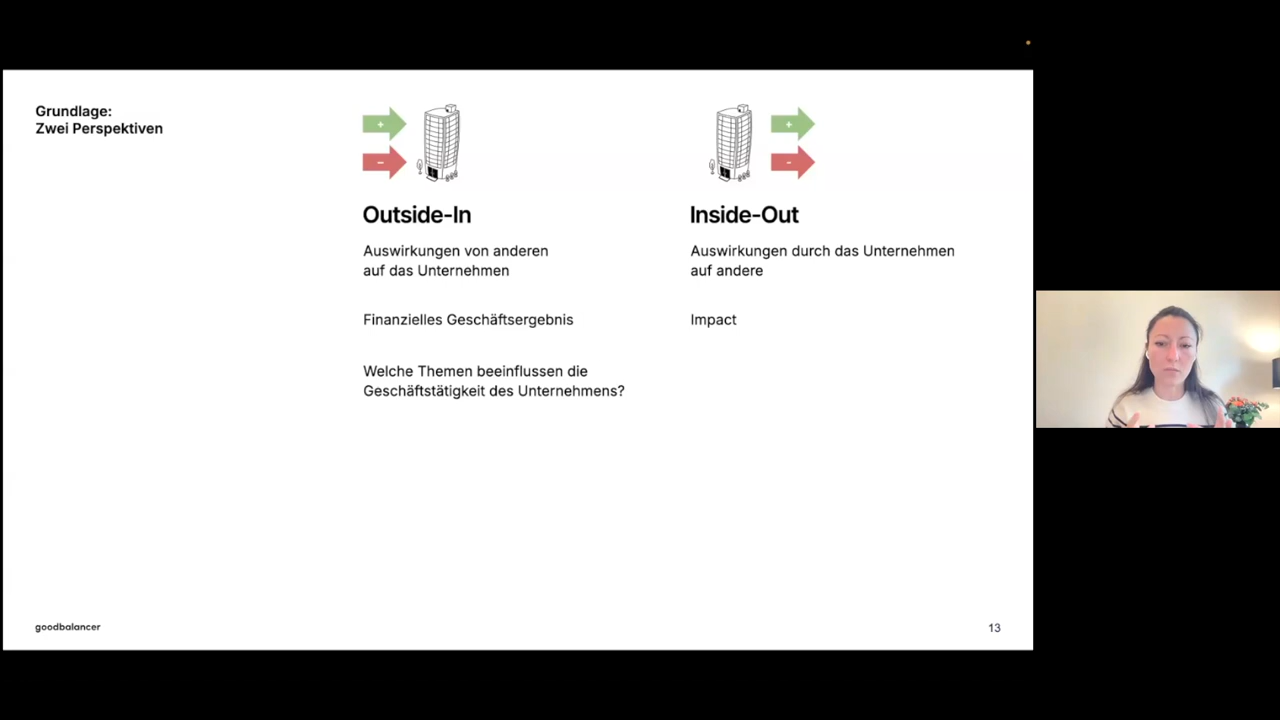 Grundlage:
Zwei Perspektiven
+
–
Outside-In
Auswirkungen von anderen
auf das Unternehmen
Finanzielles Geschäftsergebnis
Welche Themen beeinflussen die
Geschäftstätigkeit des Unternehmens?
+
-
Inside-Out
Auswirkungen durch das Unternehmen
auf andere
Impact
goodbalancer
13